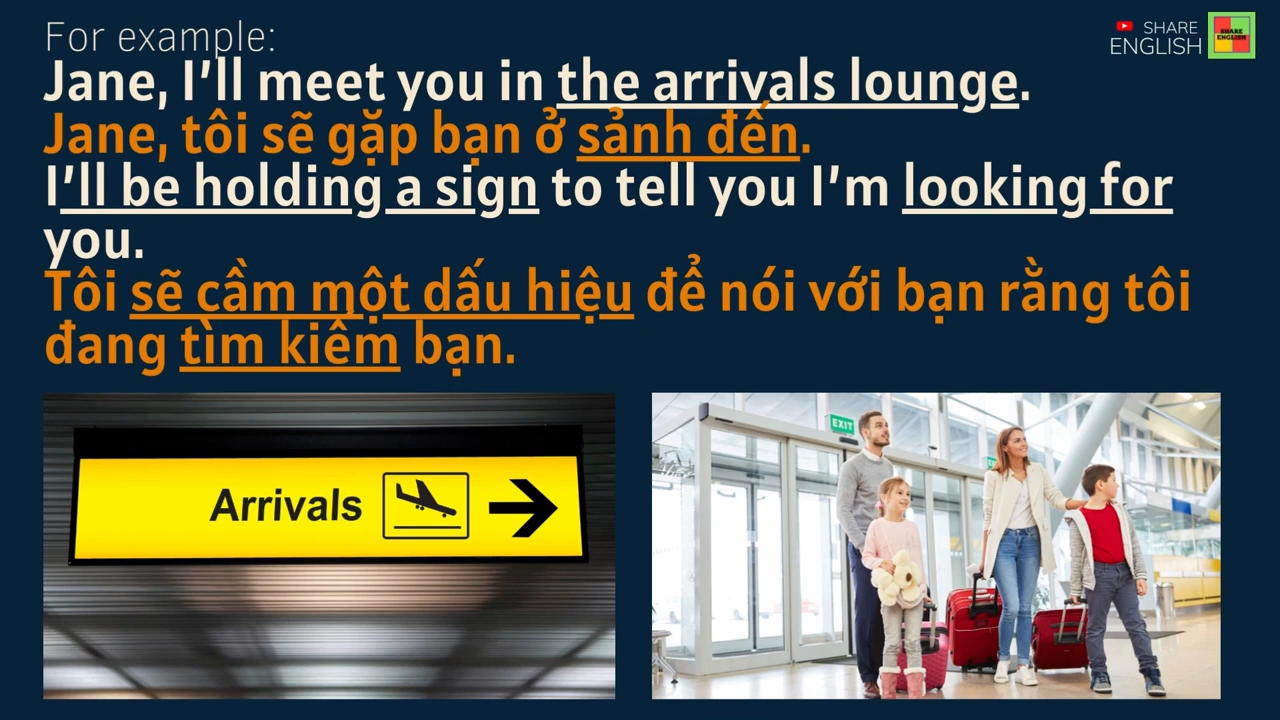 For example:
SHARE
ENGLISH
SHARE
ENGLISH
Jane, I’ll meet you in the arrivals lounge.
Jane, tôi sẽ gặp bạn ở sảnh đến.
I’ll be holding a sign to tell you I’m looking for
you.
Tôi sẽ cầm một dấu hiệu để nói với bạn rằng tôi
đang tìm kiếm bạn.
Arrivals
EXIT